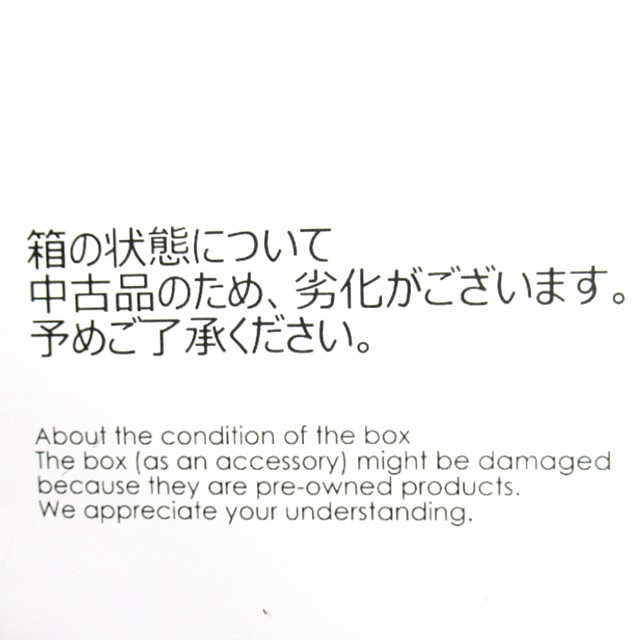 箱の状態について
中古品のため、劣化がございます。
予めご了承ください。
About the condition of the box
The box (as an accessory) might be damaged
because they are pre-owned products.
We appreciate your understanding.